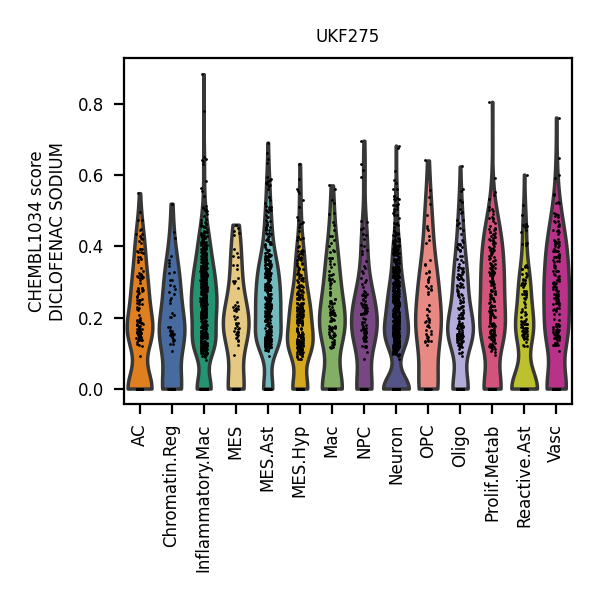 UKF275
CHEMBL1034 score
DICLOFENAC SODIUM
0.8
0.6
0.4
0.2
0.0
AC
Chromatin.Reg
Inflammatory.Mac
MES
MES.Ast
MES.Hyp
Mac
NPC
Neuron
OPC
Oligo
Prolif.Metab
Reactive.Ast
Vasc